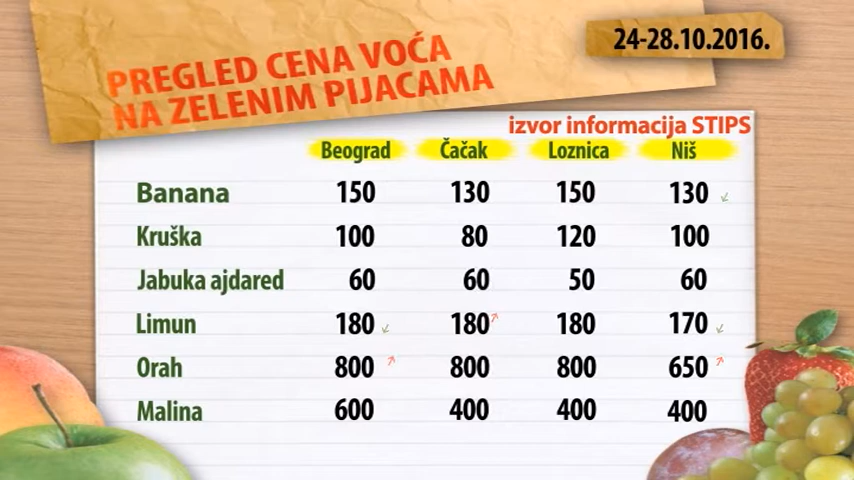 PREGLED CENA VOĆA
NA ZELENIM PIJACAMA
24-28.10.2016.
izvor informacija STIPS
Beograd Čačak Loznica Niš
Banana 150 130 150 130
Kruška 100 80 120 100
Jabuka ajdared 60 60 50 60
Limun 180 180 180 170
Orah 800 800 800 650
Malina 600 400 400 400